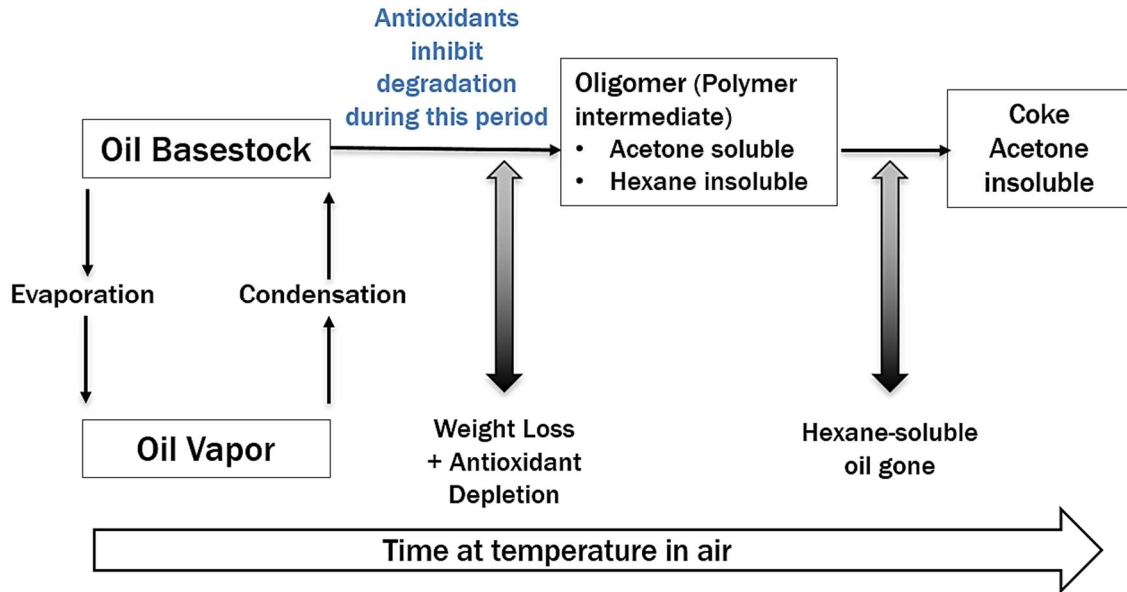 Antioxidants
inhibit
degradation
during this period
Oil Basestock
Oligomer (Polymer
intermediate)
• Acetone soluble
• Hexane insoluble
Coke
Acetone
insoluble
Evaporation
Condensation
Oil Vapor
Weight Loss
+ Antioxidant
Depletion
Hexane-soluble
oil gone
Time at temperature in air